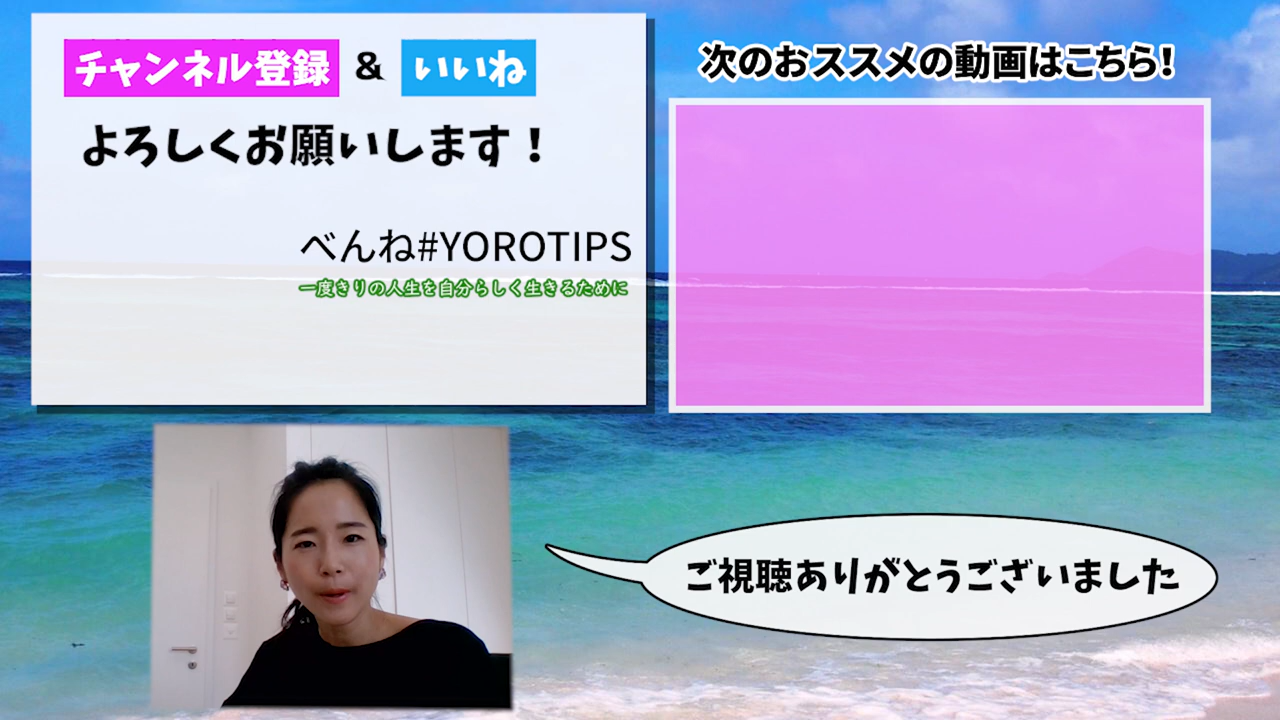 チャンネル登録 & いいね
よろしくお願いします！
べんね#YOROTIPS
一度きりの人生を自分らしく生きるために
次のおススメの動画はこちら！
ご視聴ありがとうございました